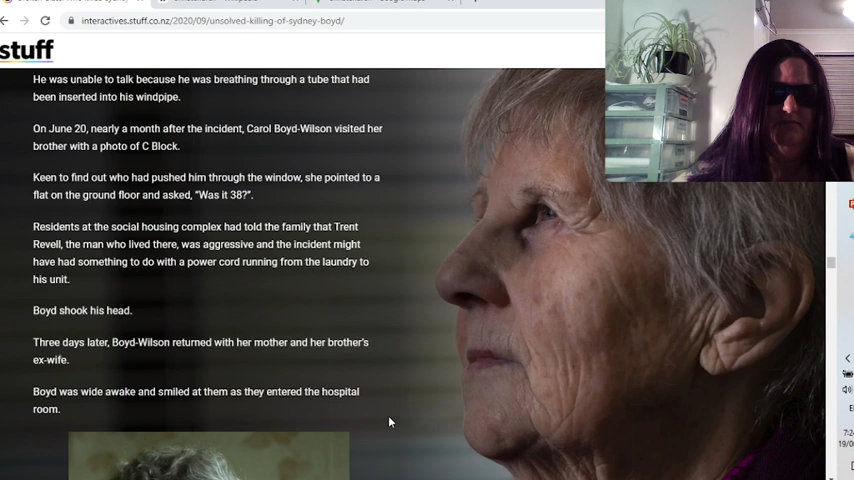 interactives.stuff.co.nz/2020/09/unsolved-killing-of-sydney-boyd/
stuff
He was unable to talk because he was breathing through a tube that had
been inserted into his windpipe.
On June 20, nearly a month after the incident, Carol Boyd-Wilson visited her
brother with a photo of C Block.
Keen to find out who had pushed him through the window, she pointed to a
flat on the ground floor and asked, “Was it 38?”.
Residents at the social housing complex had told the family that Trent
Revell, the man who lived there, was aggressive and the incident might
have had something to do with a power cord running from the laundry to
his unit.
Boyd shook his head.
Three days later, Boyd-Wilson returned with her mother and her brother’s
ex-wife.
Boyd was wide awake and smiled at them as they entered the hospital
room.